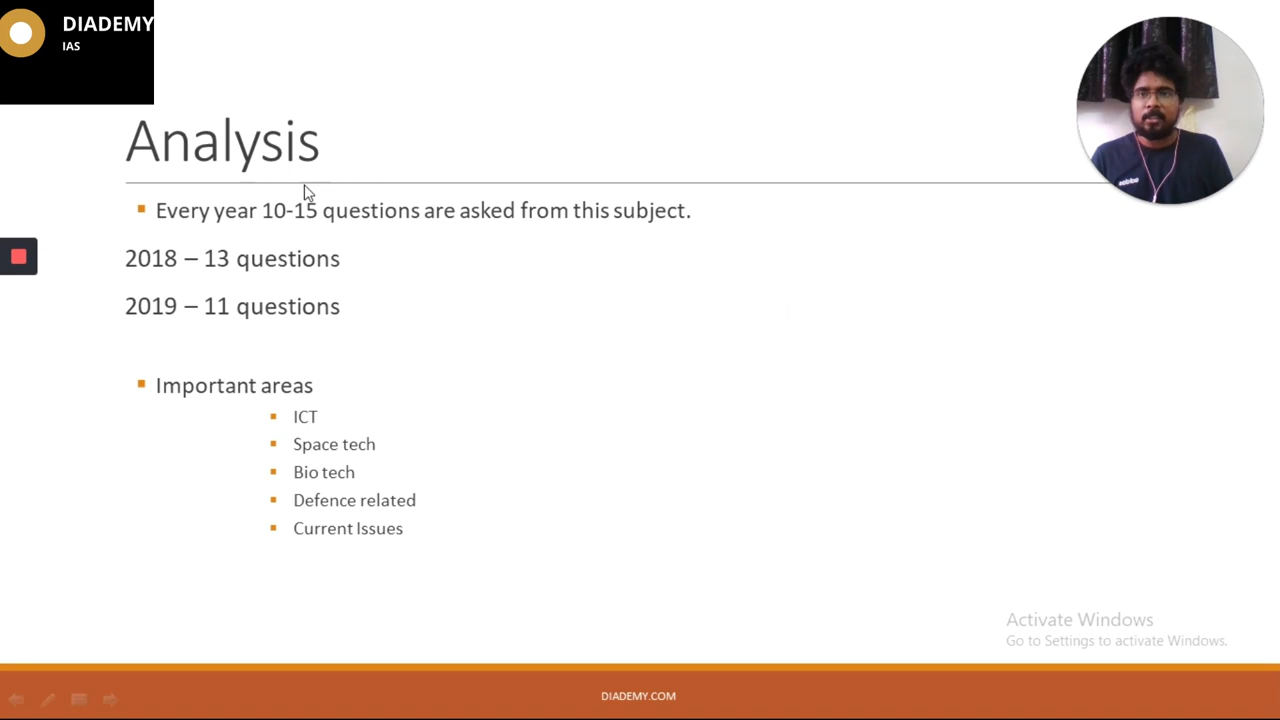 DIADEMY
IAS
Analysis
Every year 10-15 questions are asked from this subject.
2018 – 13 questions
2019 – 11 questions
Important areas
ICT
Space tech
Bio tech
Defence related
Current Issues
Activate Windows
Go to Settings to activate Windows.
DIADEMY.COM